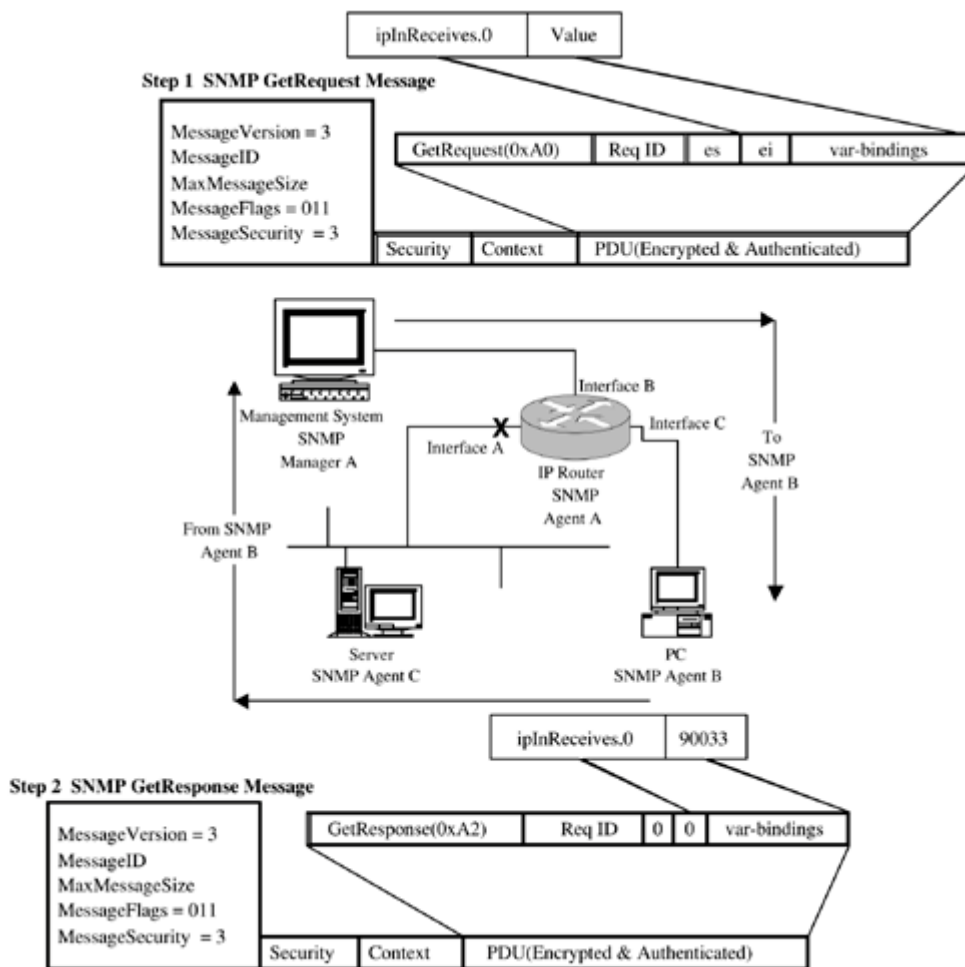 ipInReceives.0 Value
Step 1 SNMP GetRequest Message
MessageVersion = 3
MessageID
MaxMessageSize
MessageFlags = 011
MessageSecurity = 3
GetRequest(0xA0) Req ID es ei var-bindings
Security Context PDU(Encrypted & Authenticated)
Management System
SNMP
Manager A
Interface B
Interface C
Interface A
X
IP Router
SNMP
Agent A
To
SNMP
Agent B
From SNMP
Agent B
Server
SNMP Agent C
PC
SNMP Agent B
ipInReceives.0 90033
Step 2 SNMP GetResponse Message
MessageVersion = 3
MessageID
MaxMessageSize
MessageFlags = 011
MessageSecurity = 3
GetResponse(0xA2) Req ID 0 0 var-bindings
Security Context PDU(Encrypted & Authenticated)